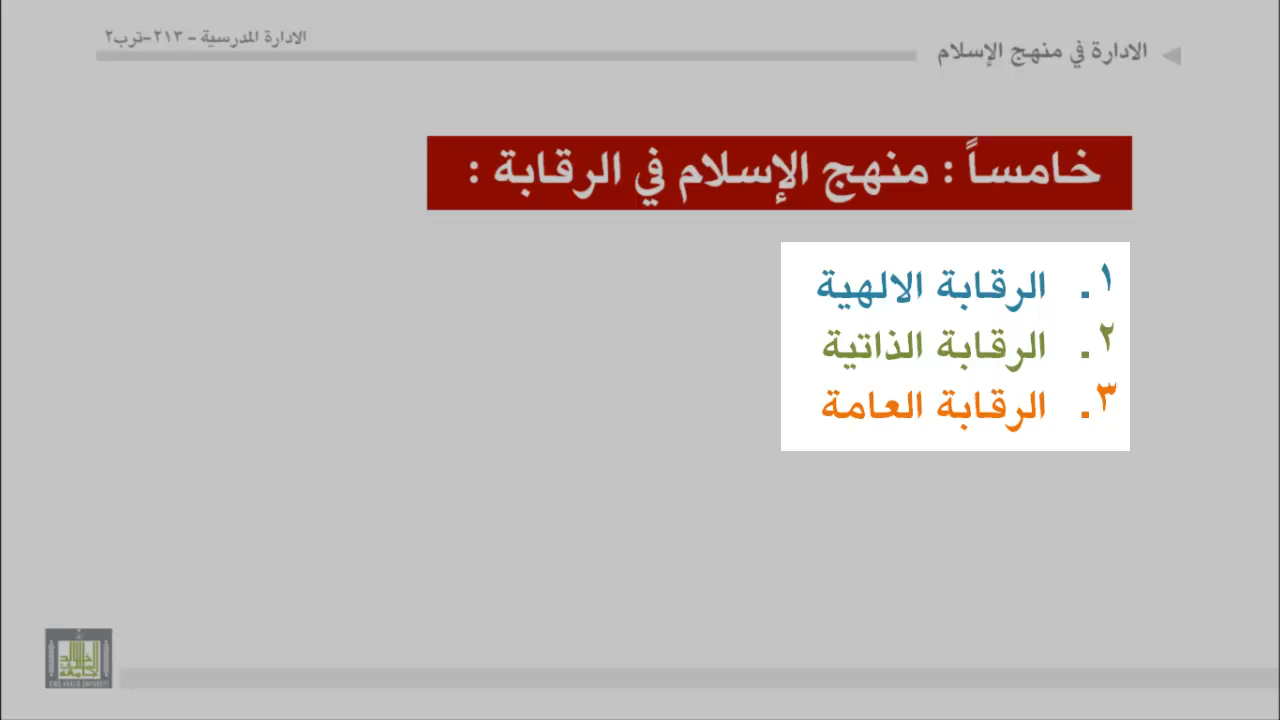 الادارة في منهج الإسلام
الادارة المدرسية - ٢١٣-ترب٢
خامساً : منهج الإسلام في الرقابة :
١. الرقابة الالهية
٢. الرقابة الذاتية
٣. الرقابة العامة